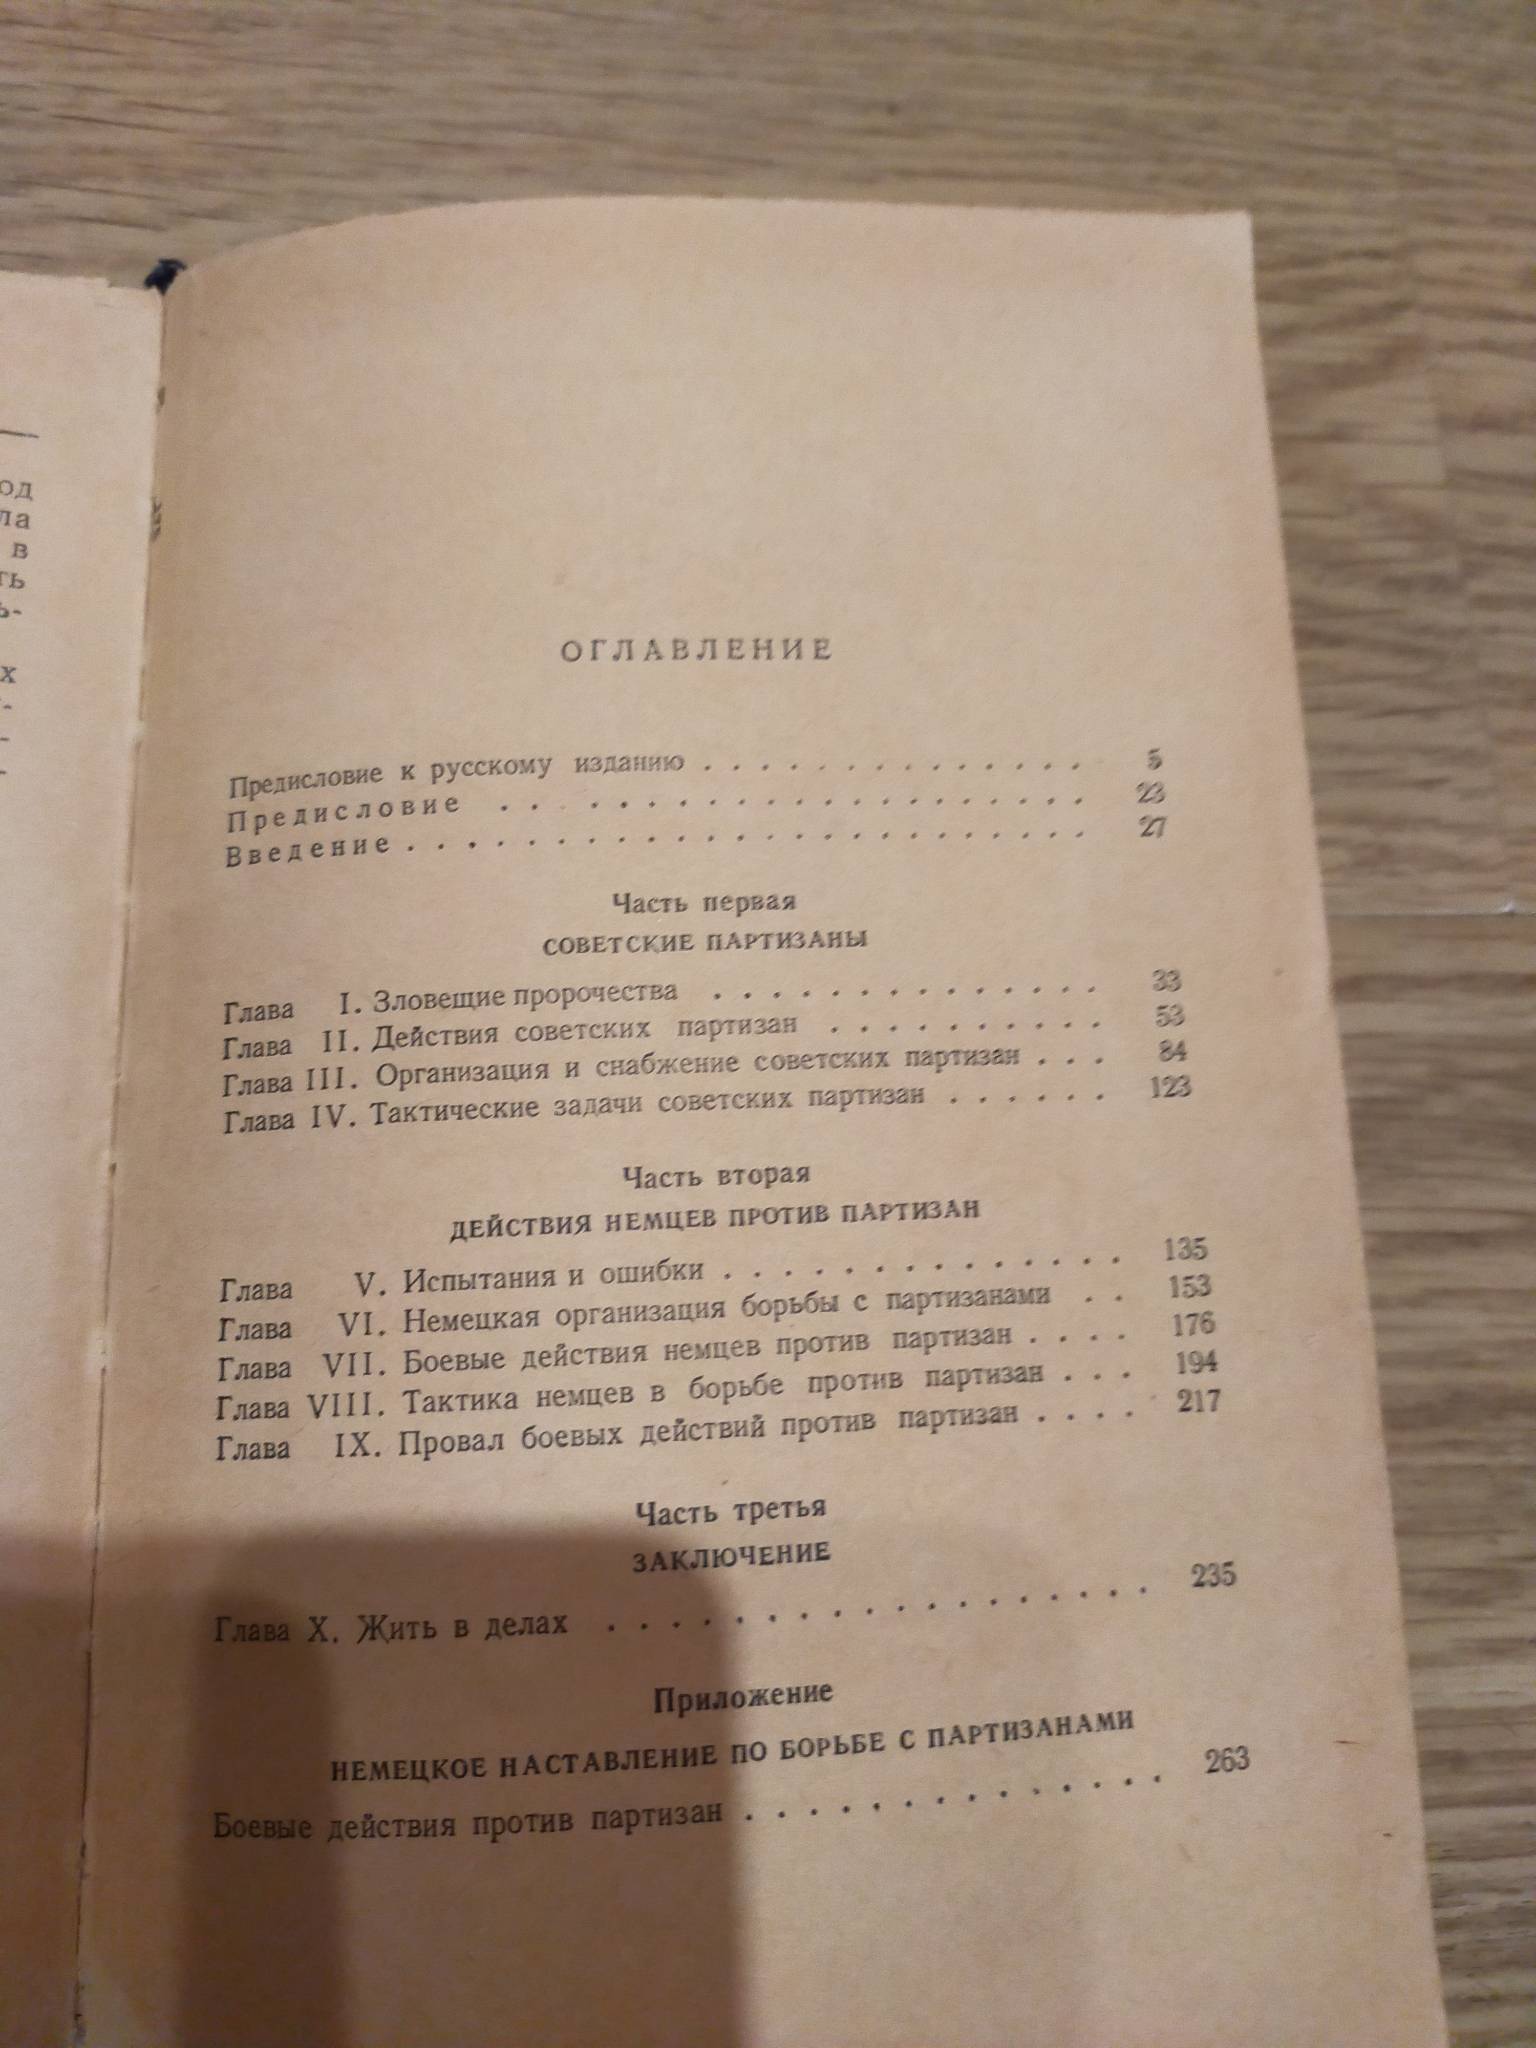 од
ла
в
ть
ь-
х
ОГЛАВЛЕНИЕ
Предисловие к русскому изданию . . . . . . . . . . . . . . 5
Предисловие . . . . . . . . . . . . . . . . . . . 23
Введение . . . . . . . . . . . . . . . . . . . . . . . 27
Часть первая
СОВЕТСКИЕ ПАРТИЗАНЫ
Глава I. Зловещие пророчества . . . . . . . . . . . . . . 33
Глава II. Действия советских партизан . . . . . . . . . . 53
Глава III. Организация и снабжение советских партизан . . . 84
Глава IV. Тактические задачи советских партизан . . . . . . 123
Часть вторая
ДЕЙСТВИЯ НЕМЦЕВ ПРОТИВ ПАРТИЗАН
Глава V. Испытания и ошибки . . . . . . . . . . . . . . 135
Глава VI. Немецкая организация борьбы с партизанами . . 153
Глава VII. Боевые действия немцев против партизан . . . . 176
Глава VIII. Тактика немцев в борьбе против партизан . . . 194
Глава IX. Провал боевых действий против партизан . . . . 217
Часть третья
ЗАКЛЮЧЕНИЕ
Глава X. Жить в делах . . . . . . . . . . . . . . . . . . 235
Приложение
НЕМЕЦКОЕ НАСТАВЛЕНИЕ ПО БОРЬБЕ С ПАРТИЗАНАМИ
Боевые действия против партизан . . . . . . . . . . . . . . 263